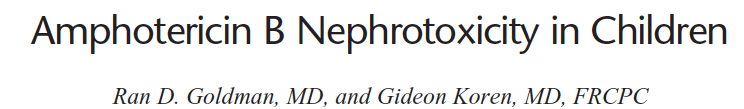 Amphotericin B Nephrotoxicity in Children
Ran D. Goldman, MD, and Gideon Koren, MD, FRCPC